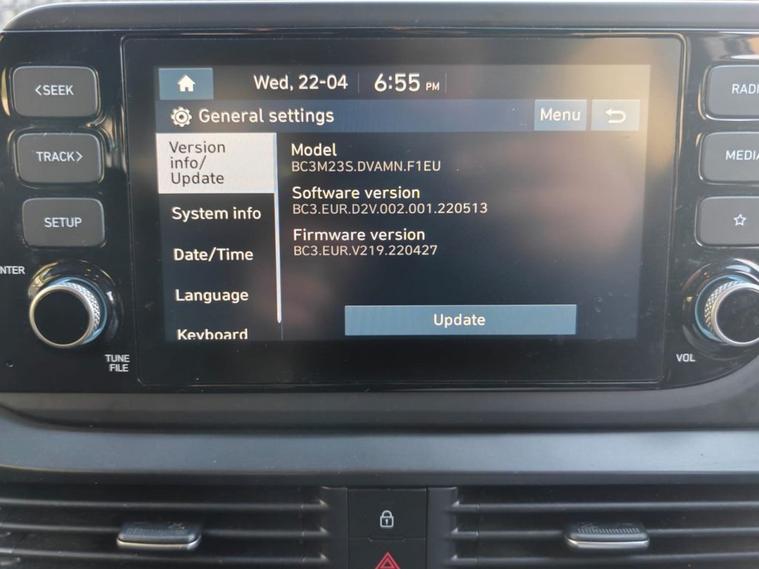 Wed, 22-04 6:55 PM
<SEEK
General settings Menu
RADI
Version info/ Update
Model
BC3M23S.DVAMN.F1EU
TRACK>
MEDIA
Software version
BC3.EUR.D2V.002.001.220513
System info
SETUP
Firmware version
BC3.EUR.V219.220427
Date/Time
NTER
Language
Update
Keyboard
TUNE
FILE
VOL